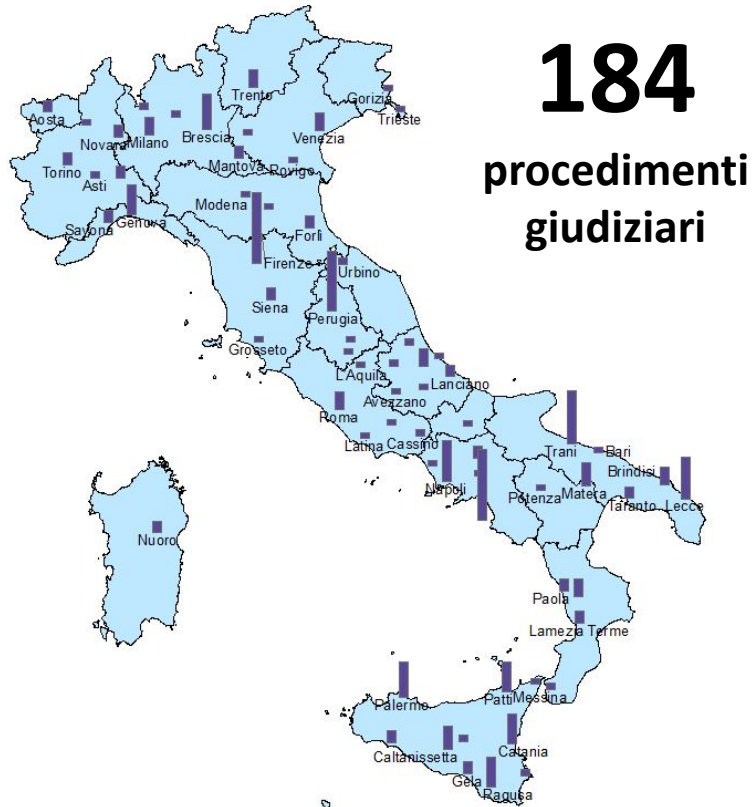 184
procedimenti
giudiziari
Trento
Gorizia
Trieste
Aosta
Novara
Milano
Brescia
Venezia
Mantova
Rovigo
Torino
Asti
Savona
Genova
Modena
Forlì
Firenze
Urbino
Siena
Perugia
Grosseto
L'Aquila
Lanciano
Avezzano
Roma
Latina
Cassino
Napoli
Trani
Bari
Brindisi
Potenza
Matera
Taranto
Lecce
Nuoro
Paola
Lamezia Terme
Palermo
Patti
Messina
Caltanissetta
Catania
Gela
Ragusa